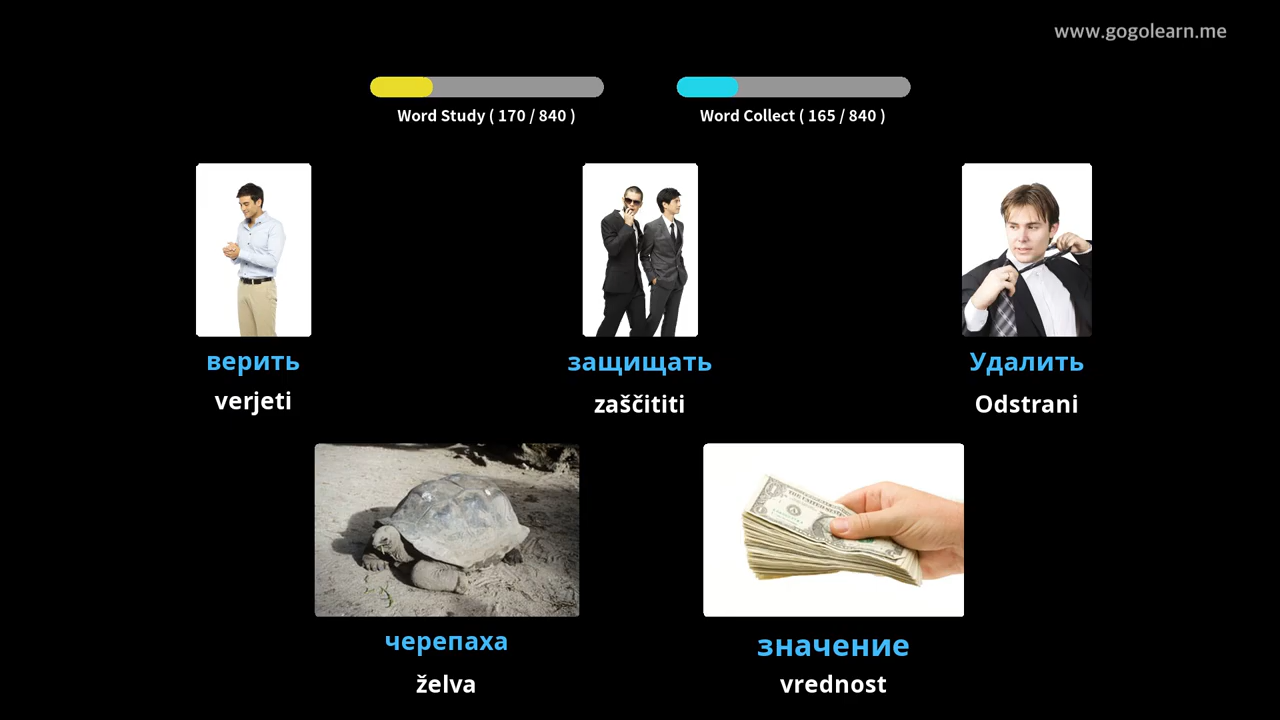 www.gogolearn.me
Word Study ( 170 / 840 )
Word Collect ( 165 / 840 )
верить
защищать
Удалить
verjeti
zaščititi
Odstrani
черепаха
значение
želva
vrednost